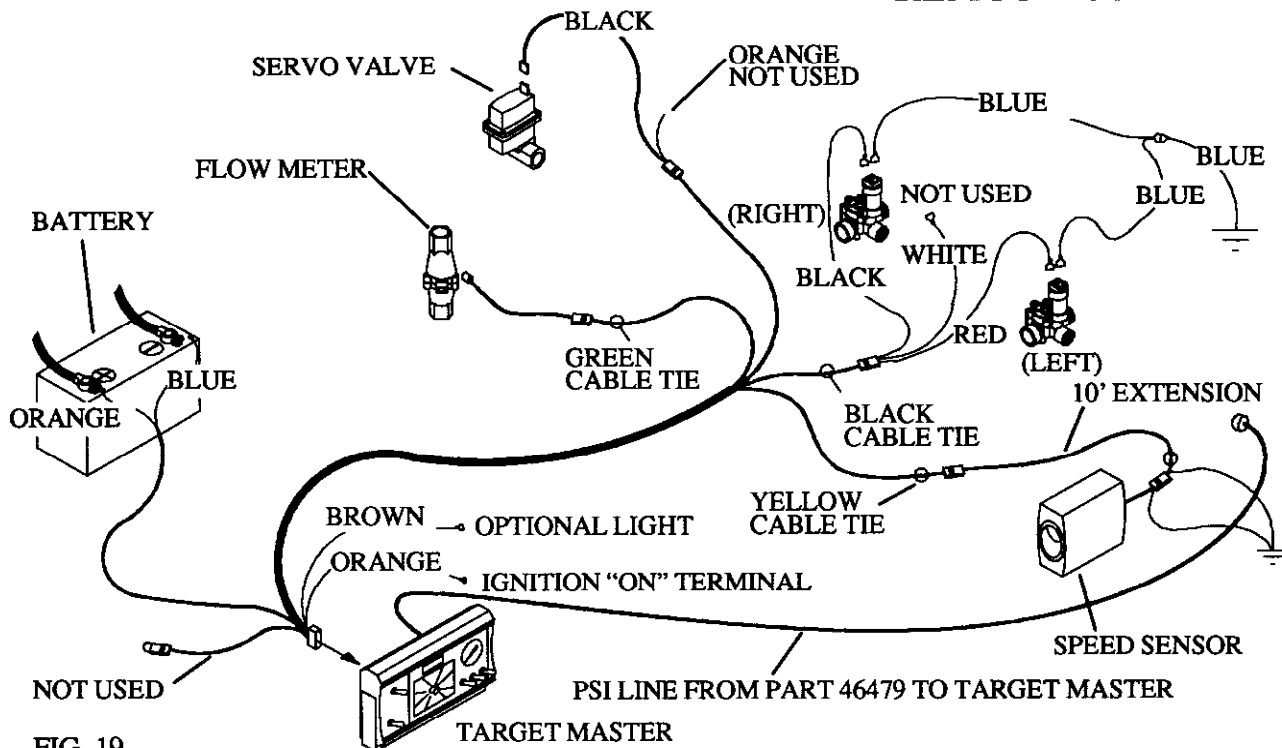 BLACK
SERVO VALVE
ORANGE
NOT USED
BLUE
FLOW METER
BLUE
NOT USED
BLUE
(RIGHT)
BATTERY
WHITE
BLACK
RED
GREEN
CABLE TIE
(LEFT)
BLUE
10' EXTENSION
ORANGE
BLACK
CABLE TIE
YELLOW
CABLE TIE
BROWN
OPTIONAL LIGHT
ORANGE
IGNITION "ON" TERMINAL
SPEED SENSOR
NOT USED
PSI LINE FROM PART 46479 TO TARGET MASTER
TARGET MASTER
FIG. 19